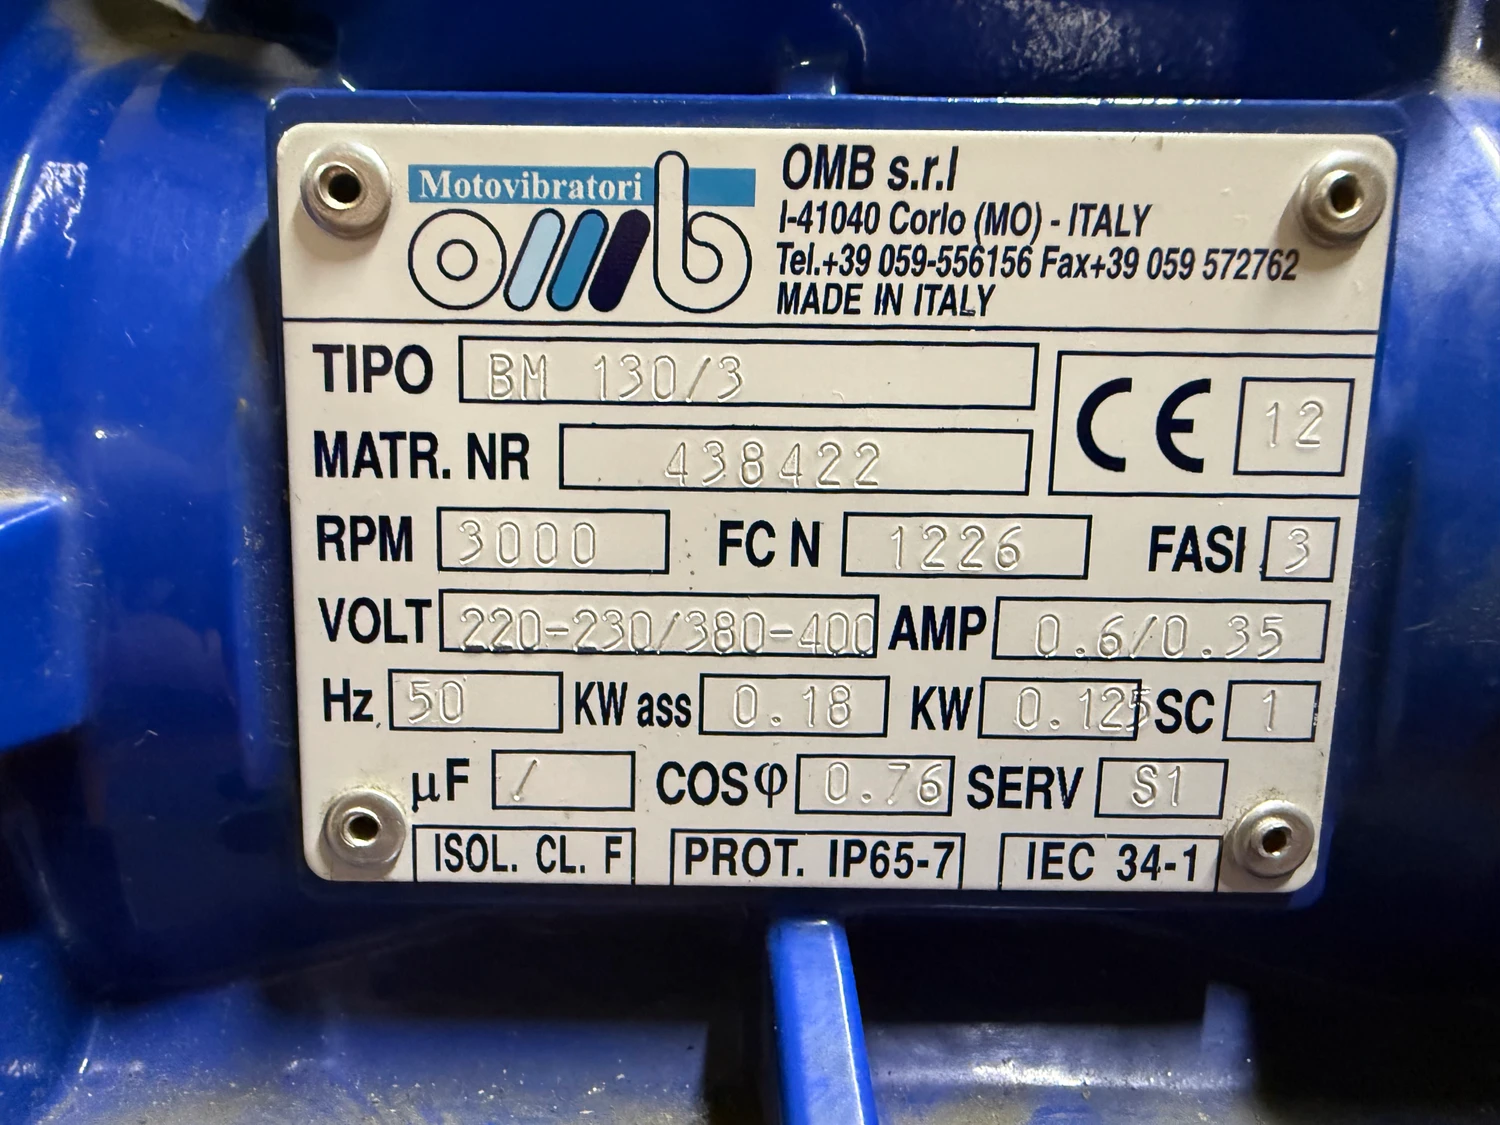 Motovibratori
omb
OMB s.r.l
I-41040 Corlo (MO) - ITALY
Tel.+39 059-556156 Fax+39 059 572762
MADE IN ITALY
TIPO BM 130/3
CE 12
MATR. NR 438422
RPM 3000 FC N 1226 FASI 3
VOLT 220-230/380-400 AMP 0.6/0.35
Hz 50 KW ass 0.18 KW 0.125 SC 1
µF / COSφ 0.76 SERV S1
ISOL. CL. F PROT. IP65-7 IEC 34-1